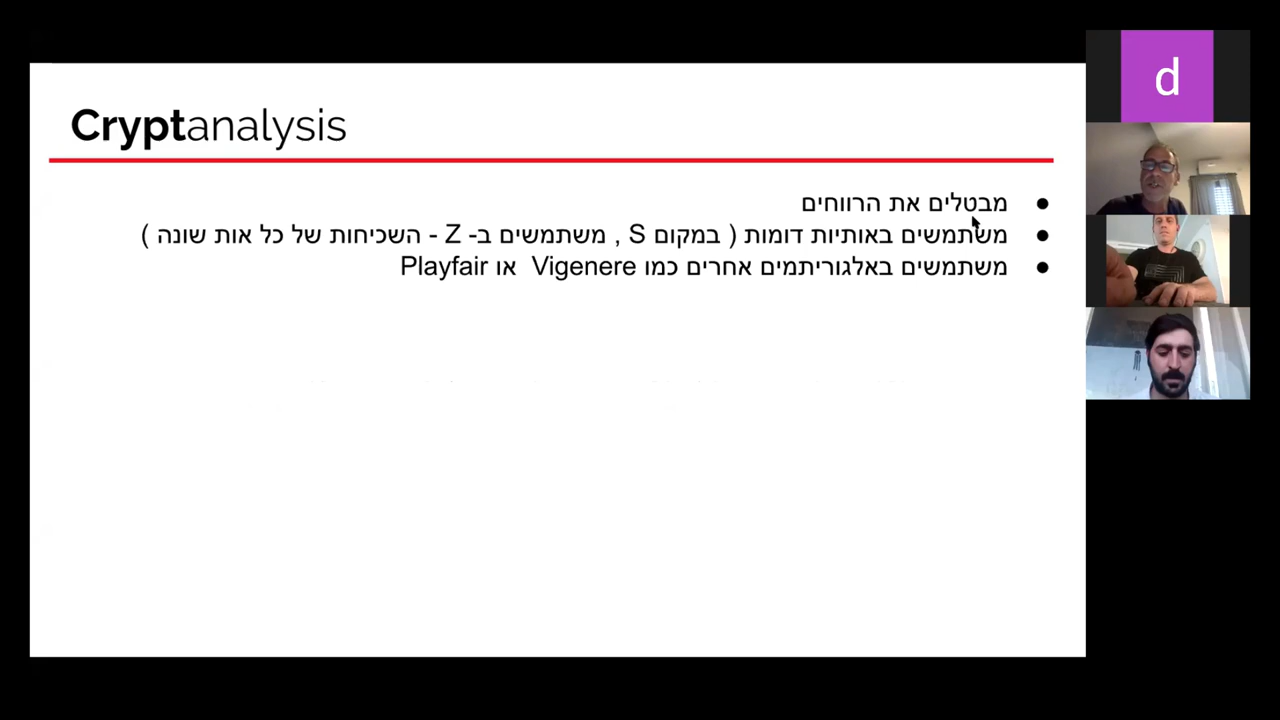 Cryptanalysis
● מבטלים את הרווחים
● משתמשים באותיות דומות ( במקום S , משתמשים ב- Z - השכיחות של כל אות שונה )
● משתמשים באלגוריתמים אחרים כמו Vigenere או Playfair
d